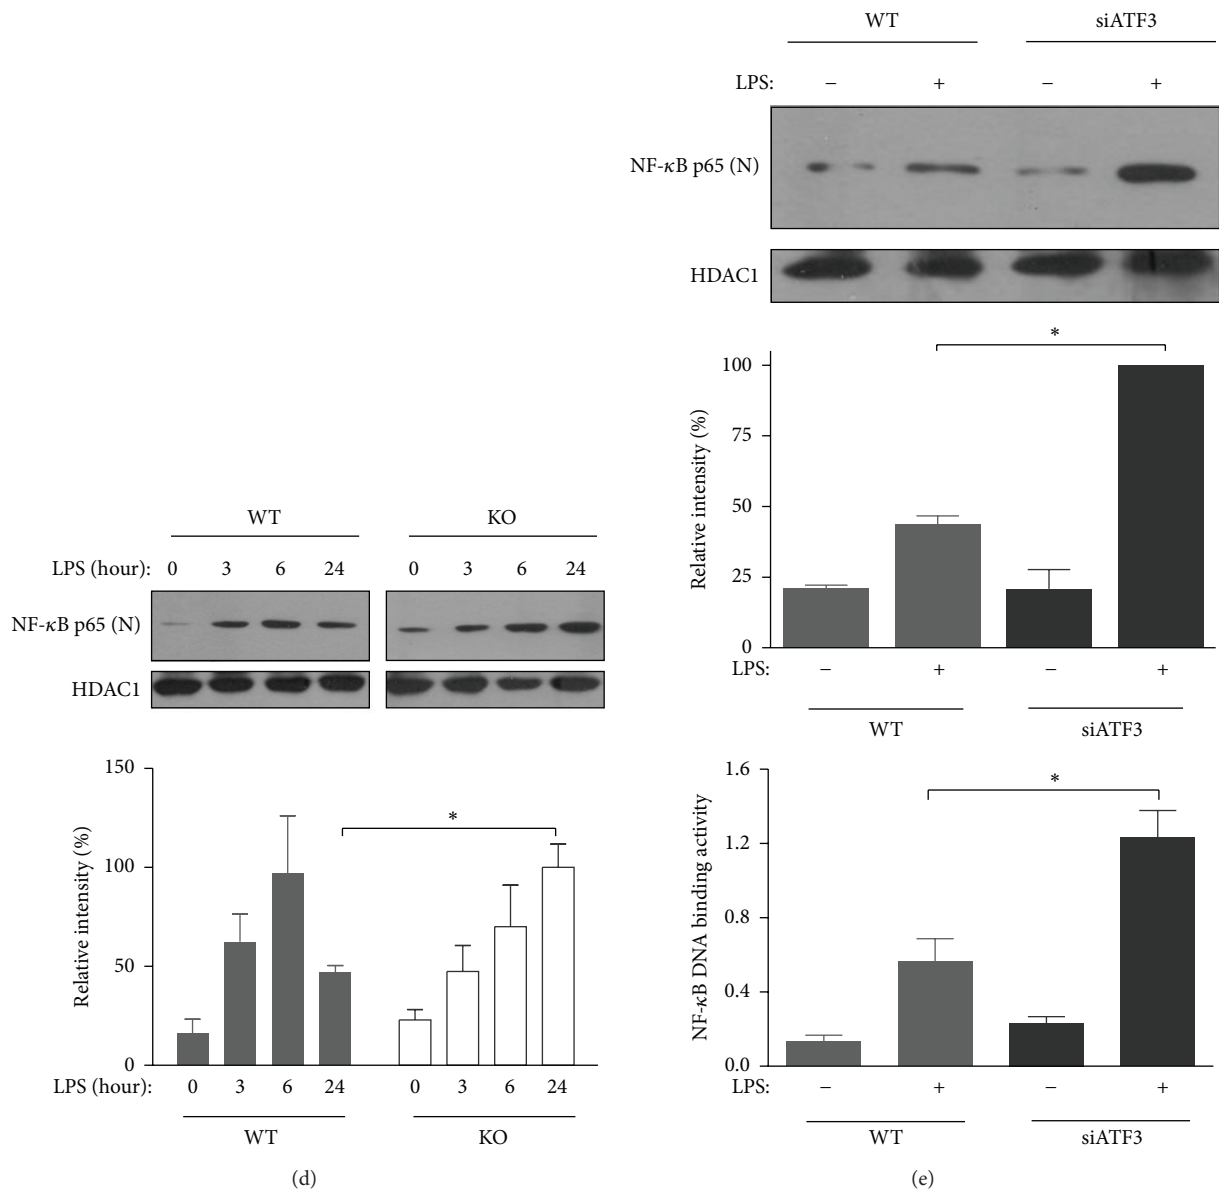 WT KO
LPS (hour): 0 3 6 24 0 3 6 24
NF-κB p65 (N)
HDAC1
150
100
50
0
Relative intensity (%)
*
LPS (hour): 0 3 6 24 0 3 6 24
WT KO
(d)
WT siATF3
LPS: − + − +
NF-κB p65 (N)
HDAC1
*
100
75
50
25
0
Relative intensity (%)
LPS: − + − +
WT siATF3
*
1.6
1.2
0.8
0.4
0.0
NF-κB DNA binding activity
LPS: − + − +
WT siATF3
(e)